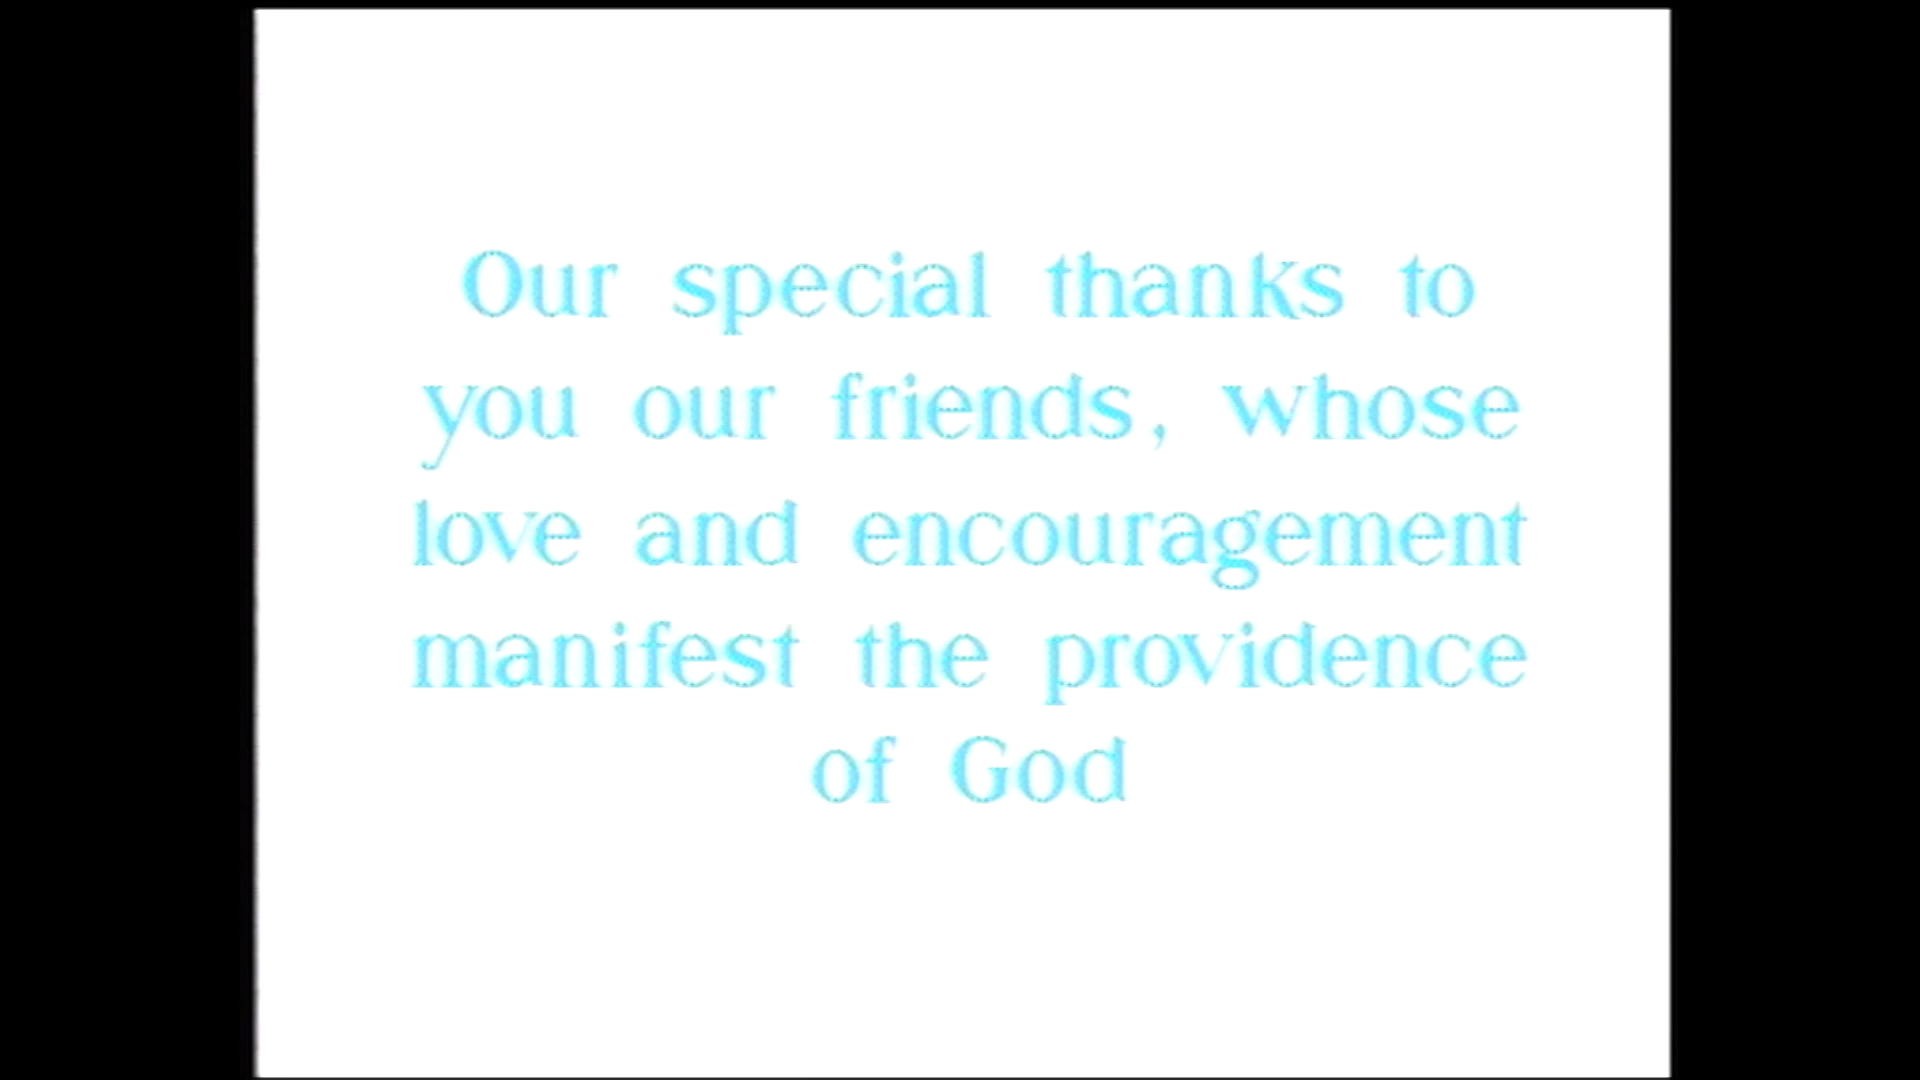 Our special thanks to
you our friends, whose
love and encouragement
manifest the providence
of God